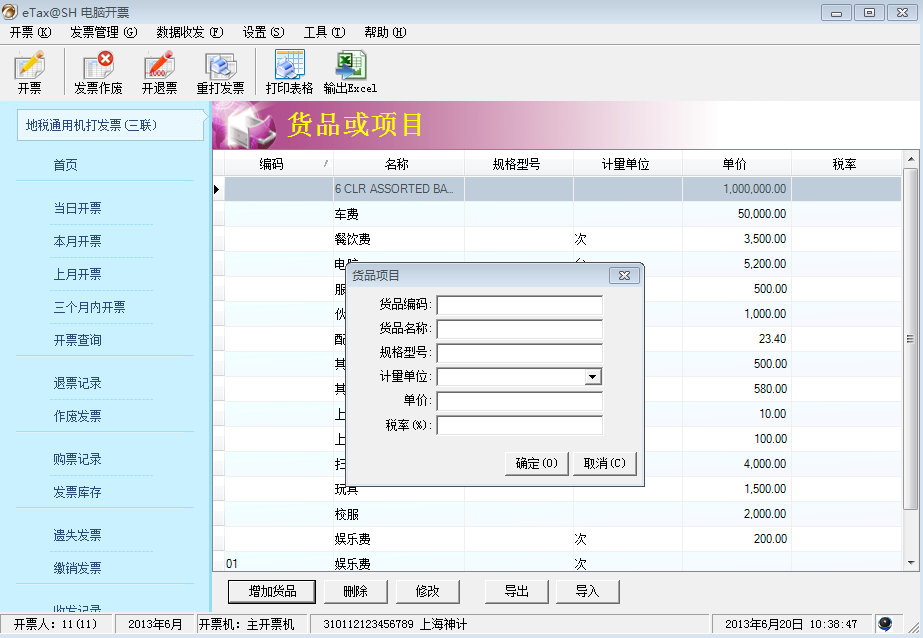 eTax@SH 电脑开票
开票(K) 发票管理(G) 数据收发(F) 设置(S) 工具(T) 帮助(H)
开票 发票作废 开退票 重打发票 打印表格 输出Excel
地税通用机打发票(三联)
首页
当日开票
本月开票
上月开票
三个月内开票
开票查询
退票记录
作废发票
购票记录
发票库存
遗失发票
缴销发票
收发记录
货品或项目
编码 名称 规格型号 计量单位 单价 税率
6 CLR ASSORTED BA... 1,000,000.00
车费 50,000.00
餐饮费 次 3,500.00
电脑 台 5,200.00
服 500.00
伙 1,000.00
配 23.40
其 500.00
其 580.00
上 10.00
上 100.00
扫 4,000.00
玩具 1,500.00
校服 2,000.00
娱乐费 次 200.00
01 娱乐费 次
货品项目
货品编码:
货品名称:
规格型号:
计量单位:
单价:
税率(%):
确定(O) 取消(C)
增加货品 删除 修改 导出 导入
开票人: 11(11) 2013年6月 开票机: 主开票机 310112123456789 上海神计 2013年6月20日 10:38:47